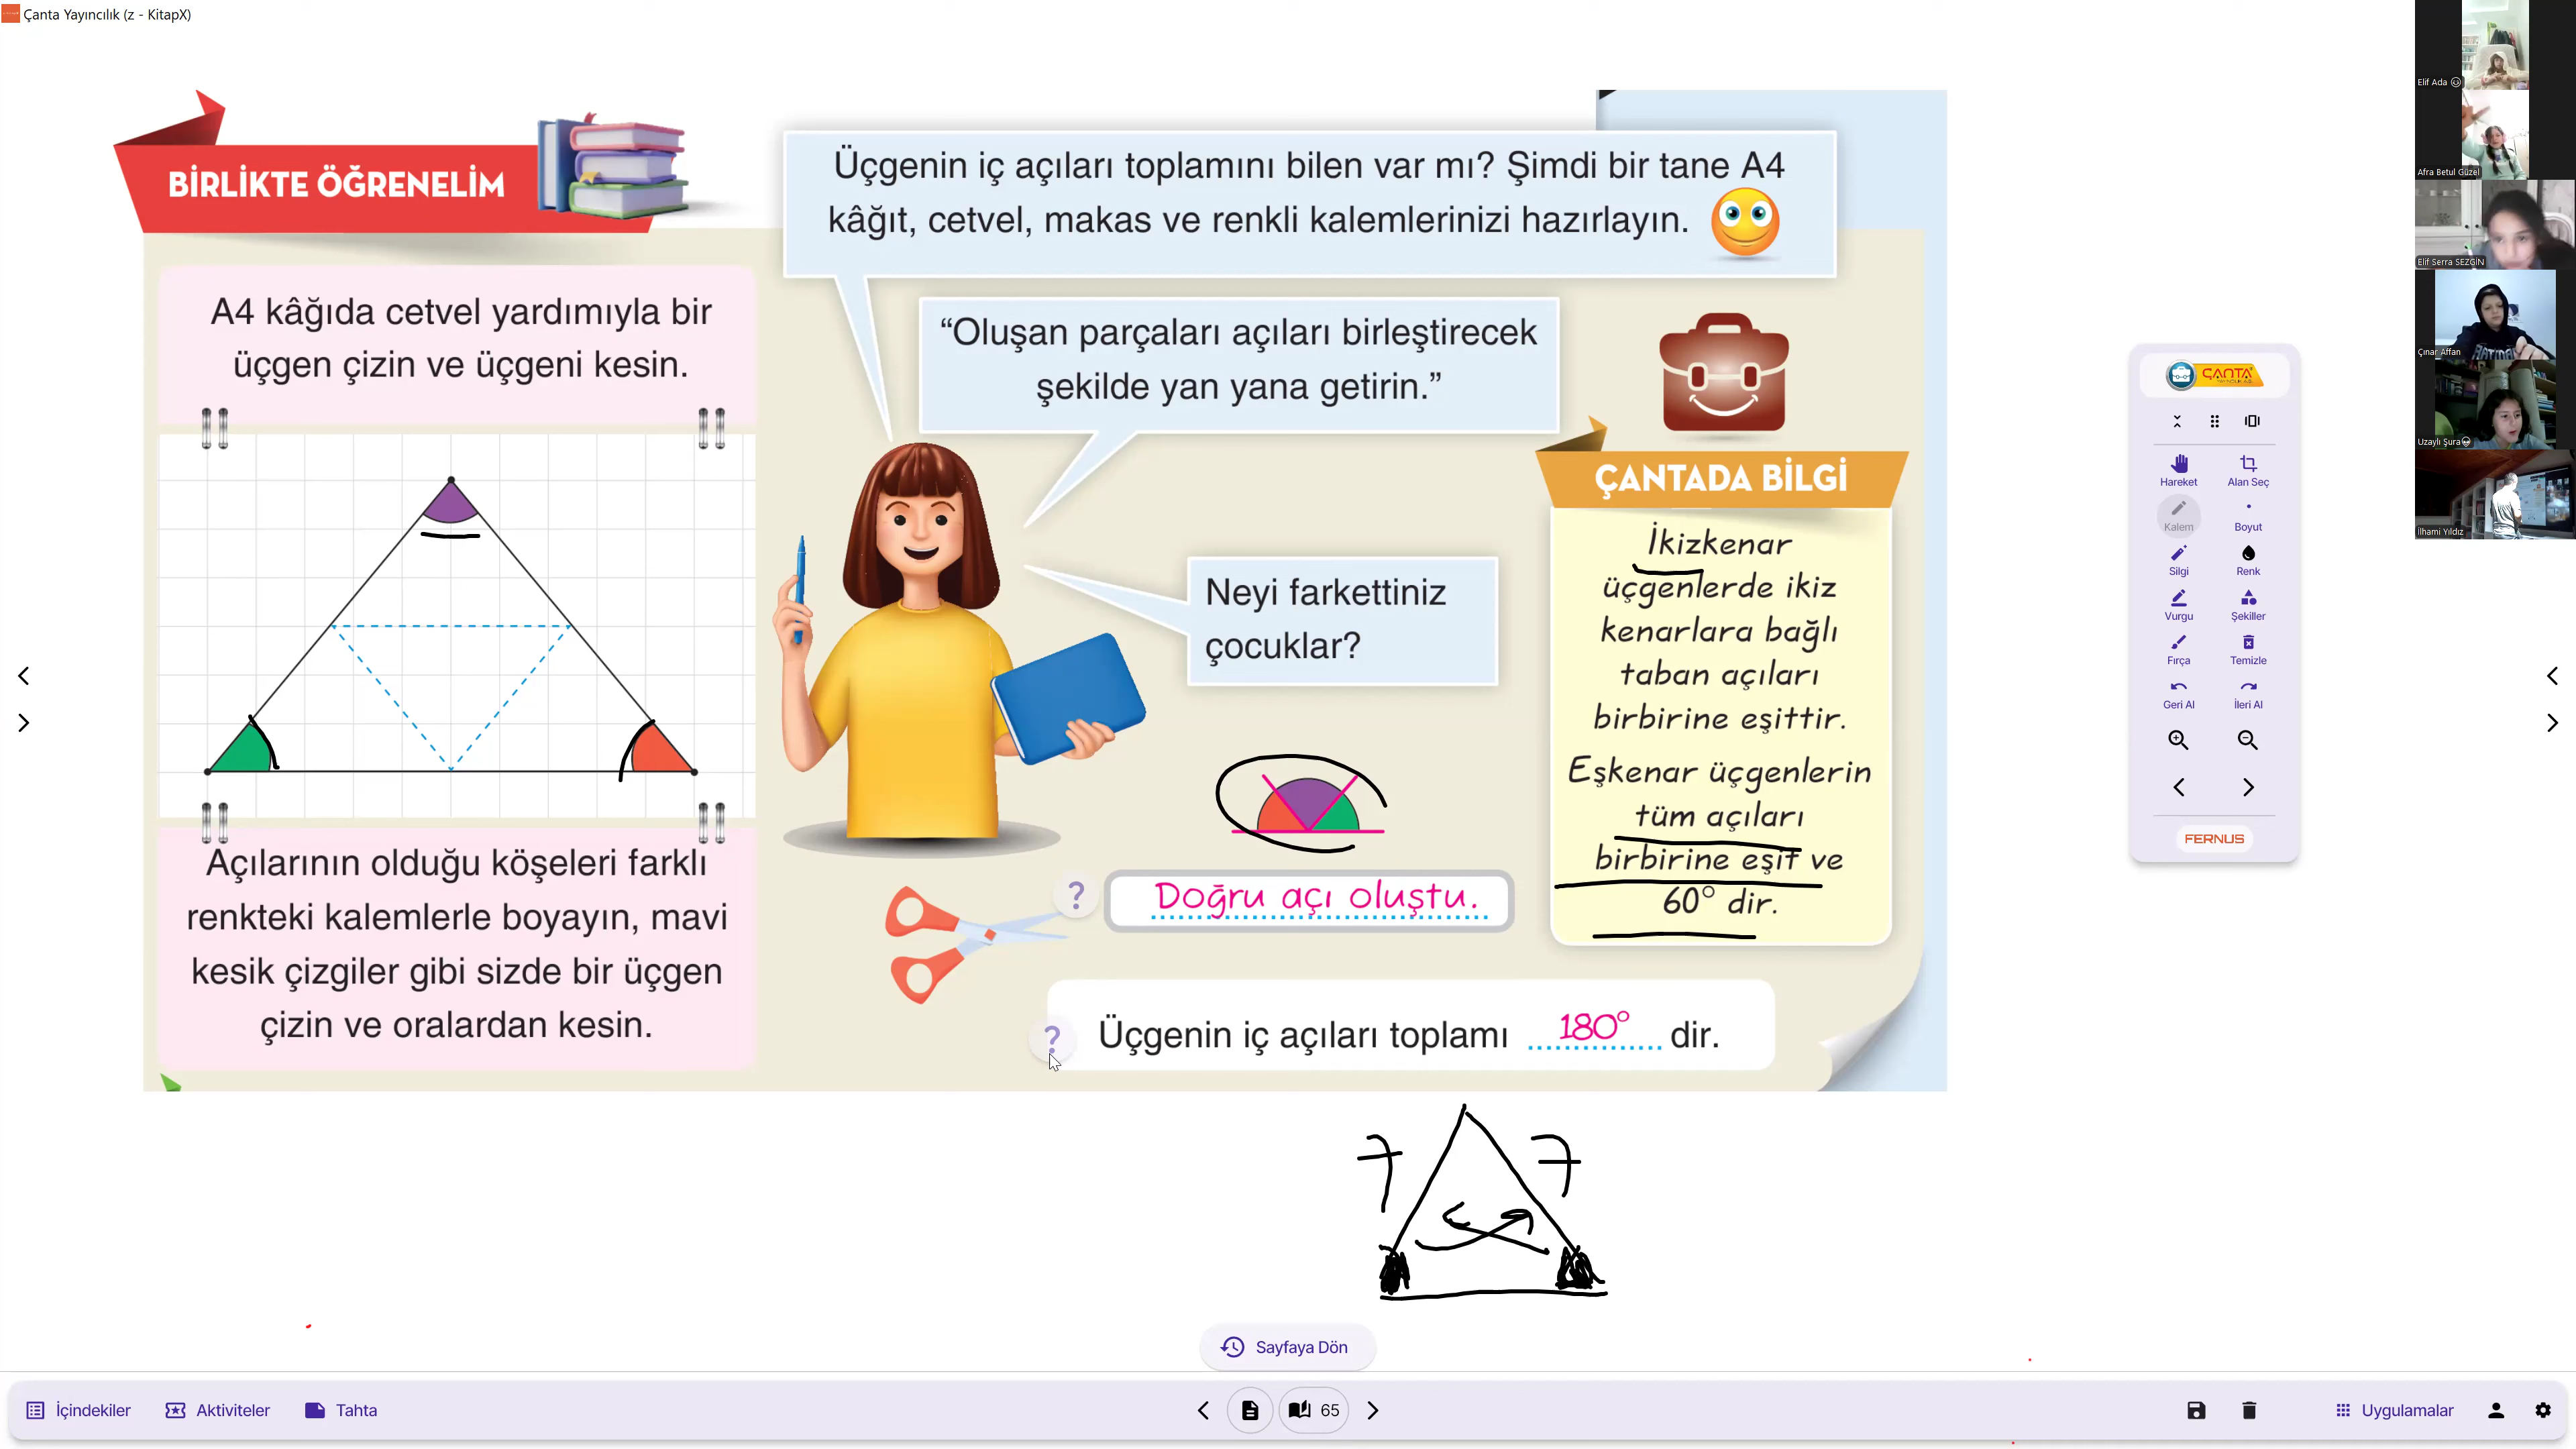 Çanta Yayıncılık (z - KitapX)
BİRLİKTE ÖĞRENELİM
A4 kâğıda cetvel yardımıyla bir
üçgen çizin ve üçgeni kesin.
Açılarının olduğu köşeleri farklı
renkteki kalemlerle boyayın, mavi
kesik çizgiler gibi sizde bir üçgen
çizin ve oralardan kesin.
Üçgenin iç açıları toplamını bilen var mı? Şimdi bir tane A4
kâğıt, cetvel, makas ve renkli kalemlerinizi hazırlayın.
“Oluşan parçaları açıları birleştirecek
şekilde yan yana getirin.”
Neyi farkettiniz
çocuklar?
? Doğru açı oluştu.
? Üçgenin iç açıları toplamı 180° dir.
ÇANTADA BİLGİ
İkizkenar
üçgenlerde ikiz
kenarlara bağlı
taban açıları
birbirine eşittir.
Eşkenar üçgenlerin
tüm açıları
birbirine eşit ve
60° dir.
7 7
ÇANTA
Hareket Alan Seç
Kalem Boyut
Silgi Renk
Vurgu Şekiller
Fırça Temizle
Geri Al İleri Al
FERNUS
Elif Ada
Afra Betul Güzel
Elif Serra SEZGİN
Çınar Affan
Uzaylı Şura
İlhami Yıldız
Sayfaya Dön
İçindekiler Aktiviteler Tahta 65 Uygulamalar